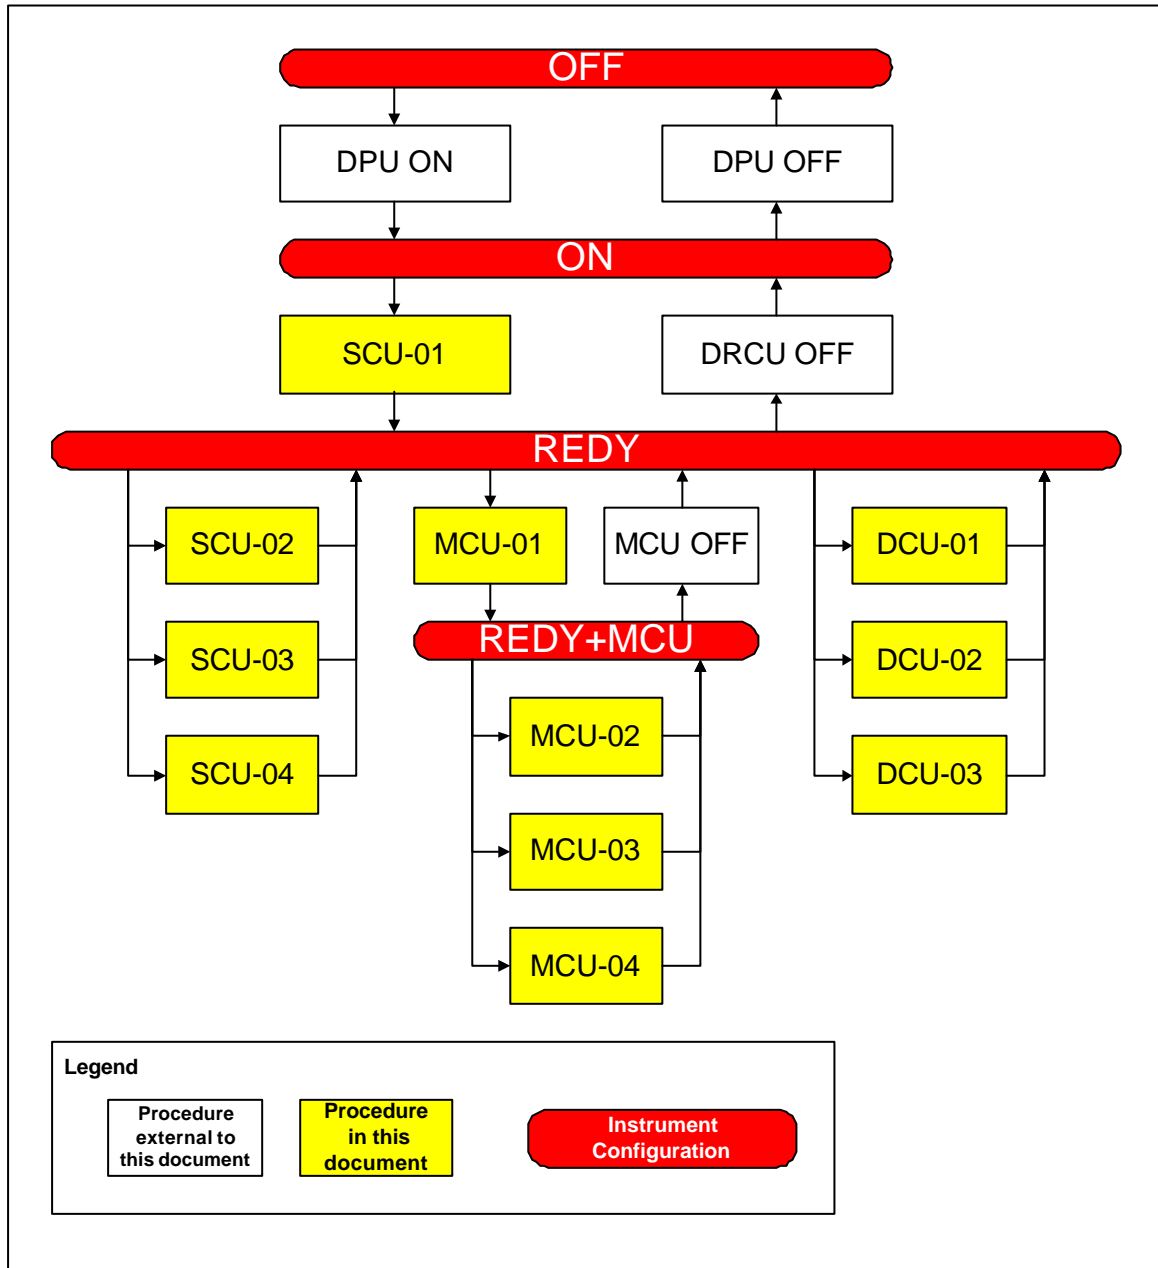 OFF
DPU ON
DPU OFF
ON
SCU-01
DRCU OFF
REDY
SCU-02
MCU-01
MCU OFF
DCU-01
REDY+MCU
SCU-03
DCU-02
MCU-02
SCU-04
DCU-03
MCU-03
MCU-04
Legend
Procedure
external to
this document
Procedure
in this
document
Instrument
Configuration